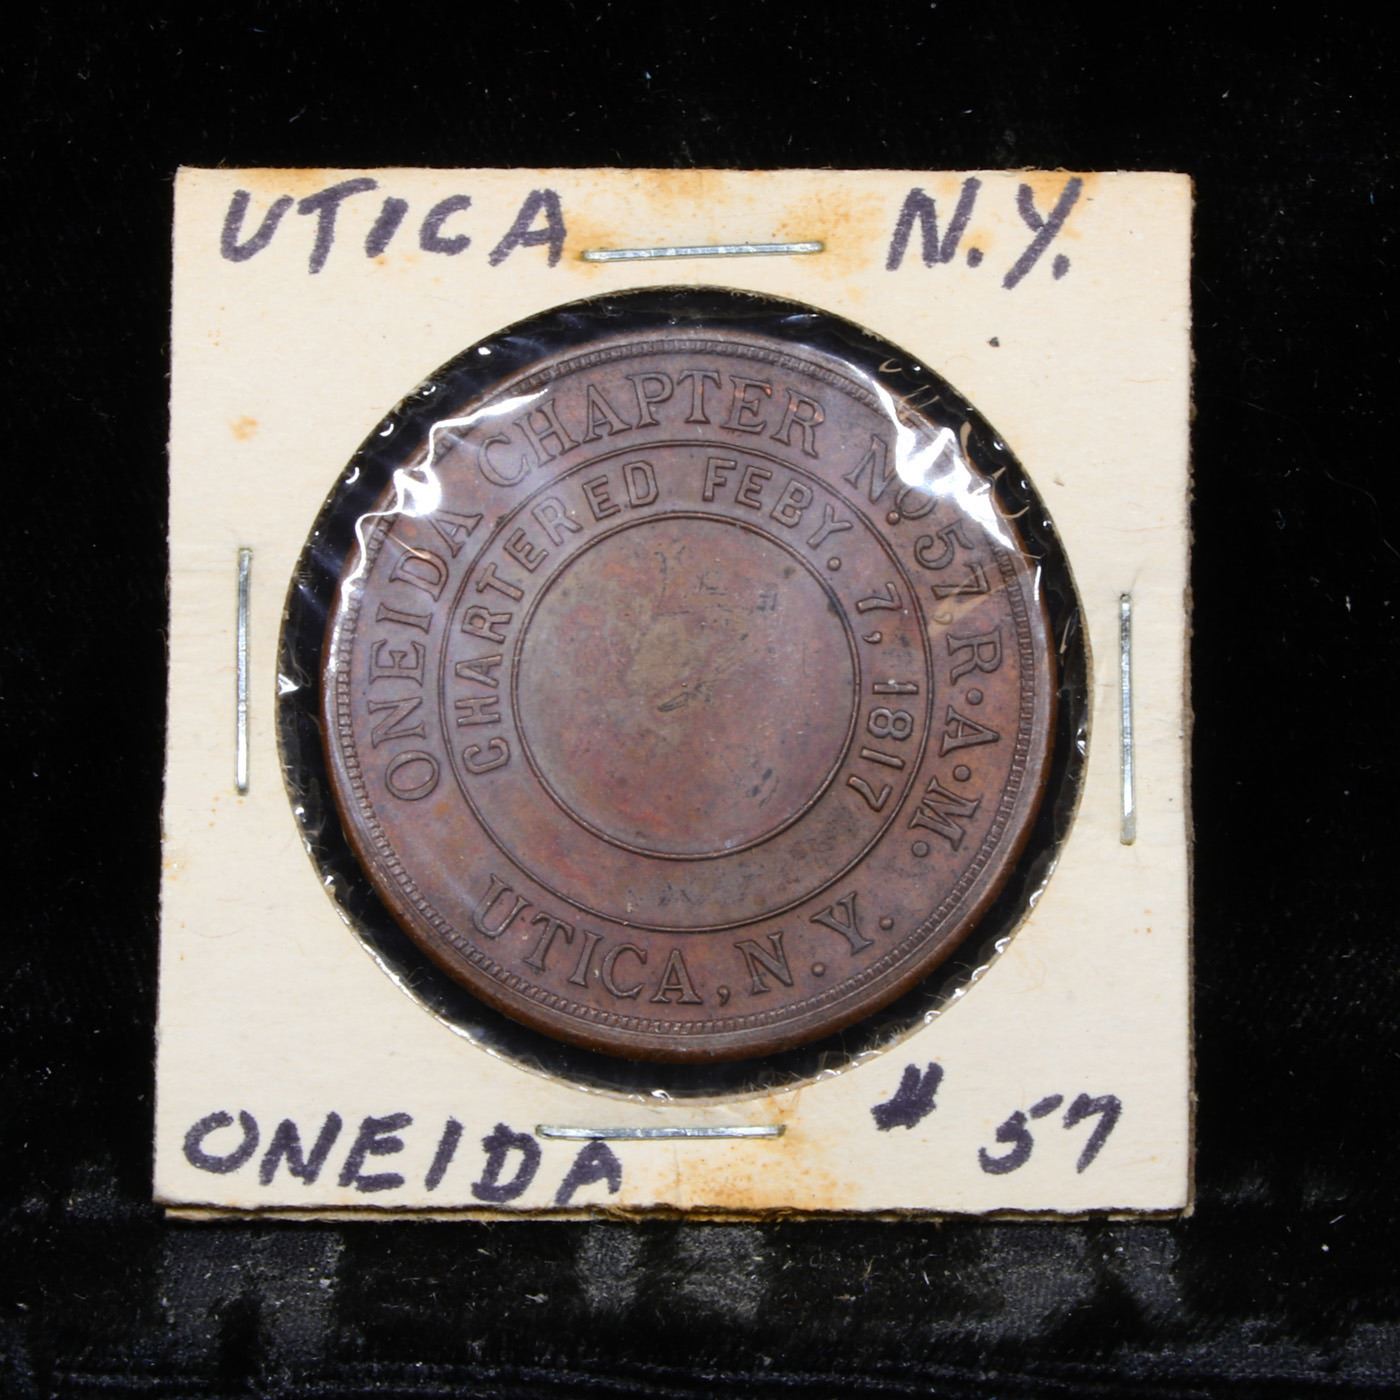 UTICA N.Y.
ONEIDA CHAPTER No. 57, R.A.M.
CHARTERED FEBY. 7, 1817
UTICA, N.Y.
ONEIDA # 57